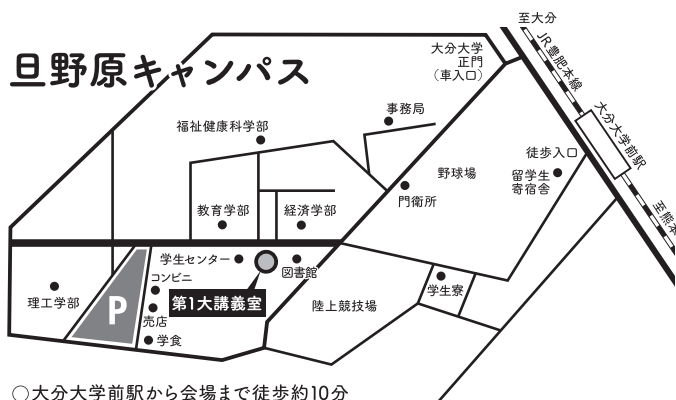 至大分
JR豊肥本線
旦野原キャンパス
大分大学
正門
（車入口）
大分大学前駅
事務局
福祉健康科学部
徒歩入口
野球場
留学生
寄宿舎
門衛所
教育学部
経済学部
至熊本
学生センター
図書館
コンビニ
学生寮
理工学部
P
第1大講義室
陸上競技場
売店
学食
○大分大学前駅から会場まで徒歩約10分